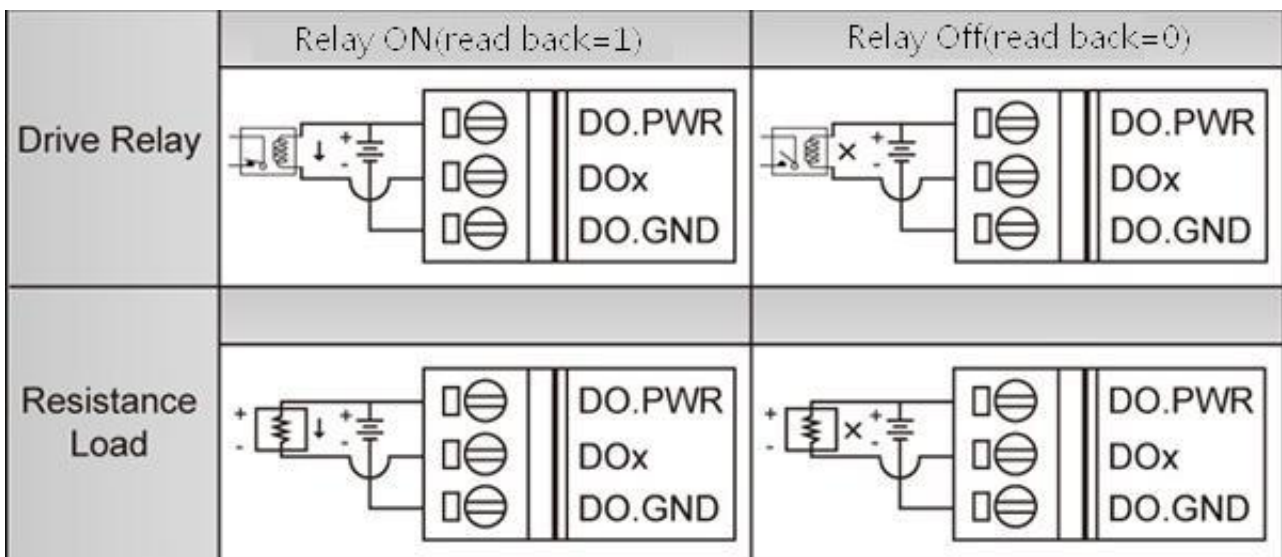 Relay ON(read back=1)
Relay Off(read back=0)
Drive Relay
+
-
DO.PWR
DOx
DO.GND
+
-
×
DO.PWR
DOx
DO.GND
Resistance
Load
+
-
+
-
DO.PWR
DOx
DO.GND
+
-
×
+
-
DO.PWR
DOx
DO.GND